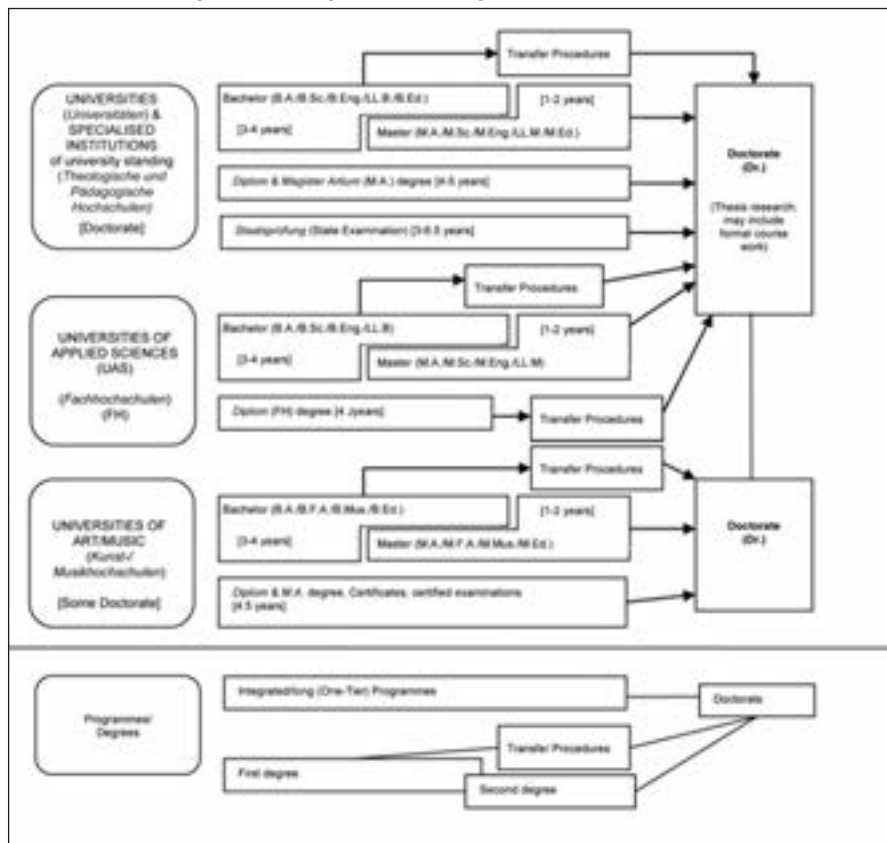 Transfer Procedures
UNIVERSITIES
(Universitäten) &
SPECIALISED
INSTITUTIONS
of university standing
(Theologische und
Pädagogische
Hochschulen)
[Doctorate]
Bachelor (B.A./B.Sc./B.Eng./LL.B./B.Ed.)
[1-2 years]
[3-4 years]
Master (M.A./M.Sc./M.Eng./LL.M./M.Ed.)
Diplom & Magister Artium (M.A.) degree [4-5 years]
Staatsprüfung (State Examination) [3-6.5 years]
Doctorate
(Dr.)
(Thesis research;
may include
formal course
work)
Transfer Procedures
UNIVERSITIES OF
APPLIED SCIENCES
(UAS)
(Fachhochschulen)
(FH)
Bachelor (B.A./B.Sc./B.Eng./LL.B)
[1-2 years]
[3-4 years]
Master (M.A./M.Sc./M.Eng./LL.M)
Diplom (FH) degree [4 years]
Transfer Procedures
Transfer Procedures
UNIVERSITIES OF
ART/MUSIC
(Kunst-/
Musikhochschulen)
[Some Doctorate]
Bachelor (B.A./B.F.A./B.Mus./B.Ed.)
[1-2 years]
[3-4 years]
Master (M.A./M.F.A./M.Mus./M.Ed.)
Diplom & M.A. degree, Certificates, certified examinations
[4.5 years]
Doctorate
(Dr.)
Programmes/
Degrees
Integrated/long (One-Tier) Programmes
Doctorate
Transfer Procedures
First degree
Second degree